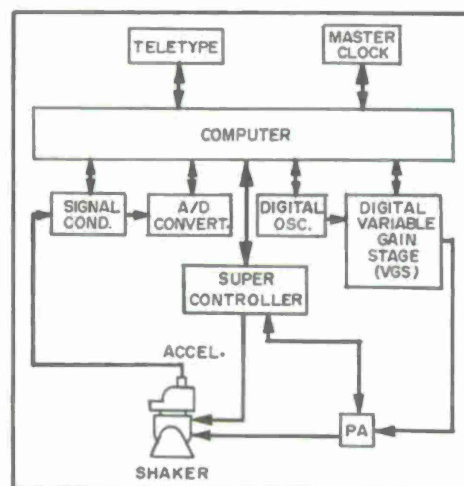 TELETYPE
MASTER
CLOCK
COMPUTER
SIGNAL
COND.
A/D
CONVERT.
DIGITAL
OSC.
DIGITAL
VARIABLE
GAIN
STAGE
(VGS)
SUPER
CONTROLLER
ACCEL.
PA
SHAKER